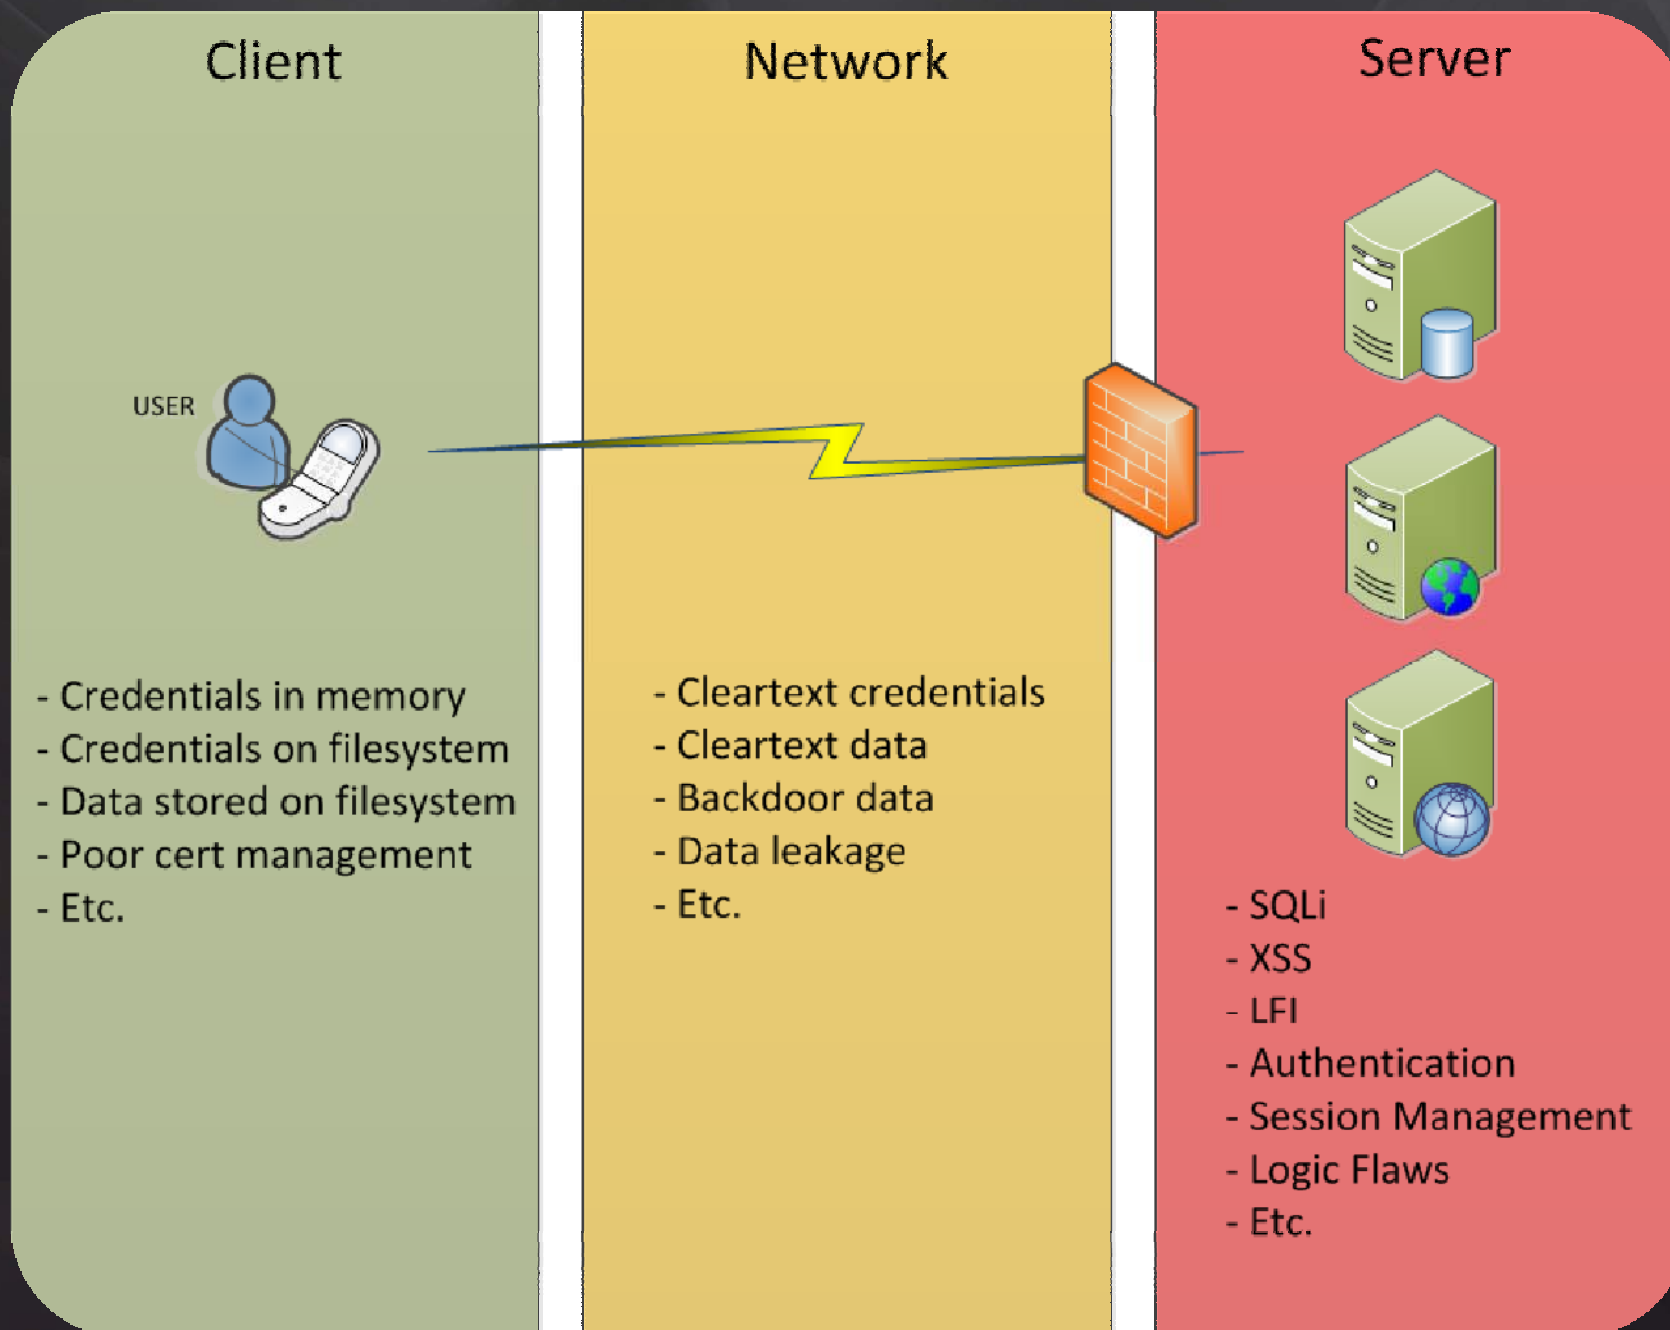 Client
USER
- Credentials in memory
- Credentials on filesystem
- Data stored on filesystem
- Poor cert management
- Etc.
Network
- Cleartext credentials
- Cleartext data
- Backdoor data
- Data leakage
- Etc.
Server
- SQLi
- XSS
- LFI
- Authentication
- Session Management
- Logic Flaws
- Etc.